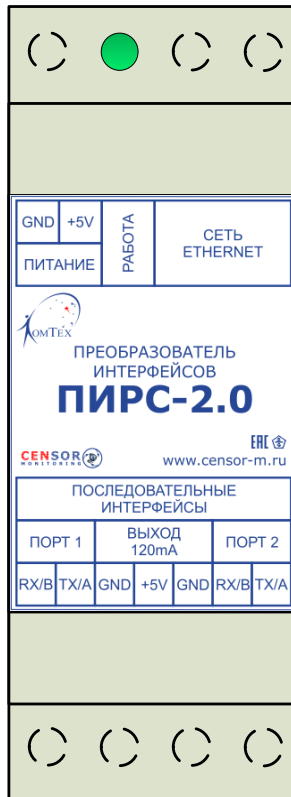 GND +5V
ПИТАНИЕ
РАБОТА
СЕТЬ
ETHERNET
КОМТЕХ
ПРЕОБРАЗОВАТЕЛЬ
ИНТЕРФЕЙСОВ
ПИРС-2.0
EAC
CENSOR
MONITORING
www.censor-m.ru
ПОСЛЕДОВАТЕЛЬНЫЕ
ИНТЕРФЕЙСЫ
ПОРТ 1
ВЫХОД
120mA
ПОРТ 2
RX/B TX/A GND +5V GND RX/B TX/A